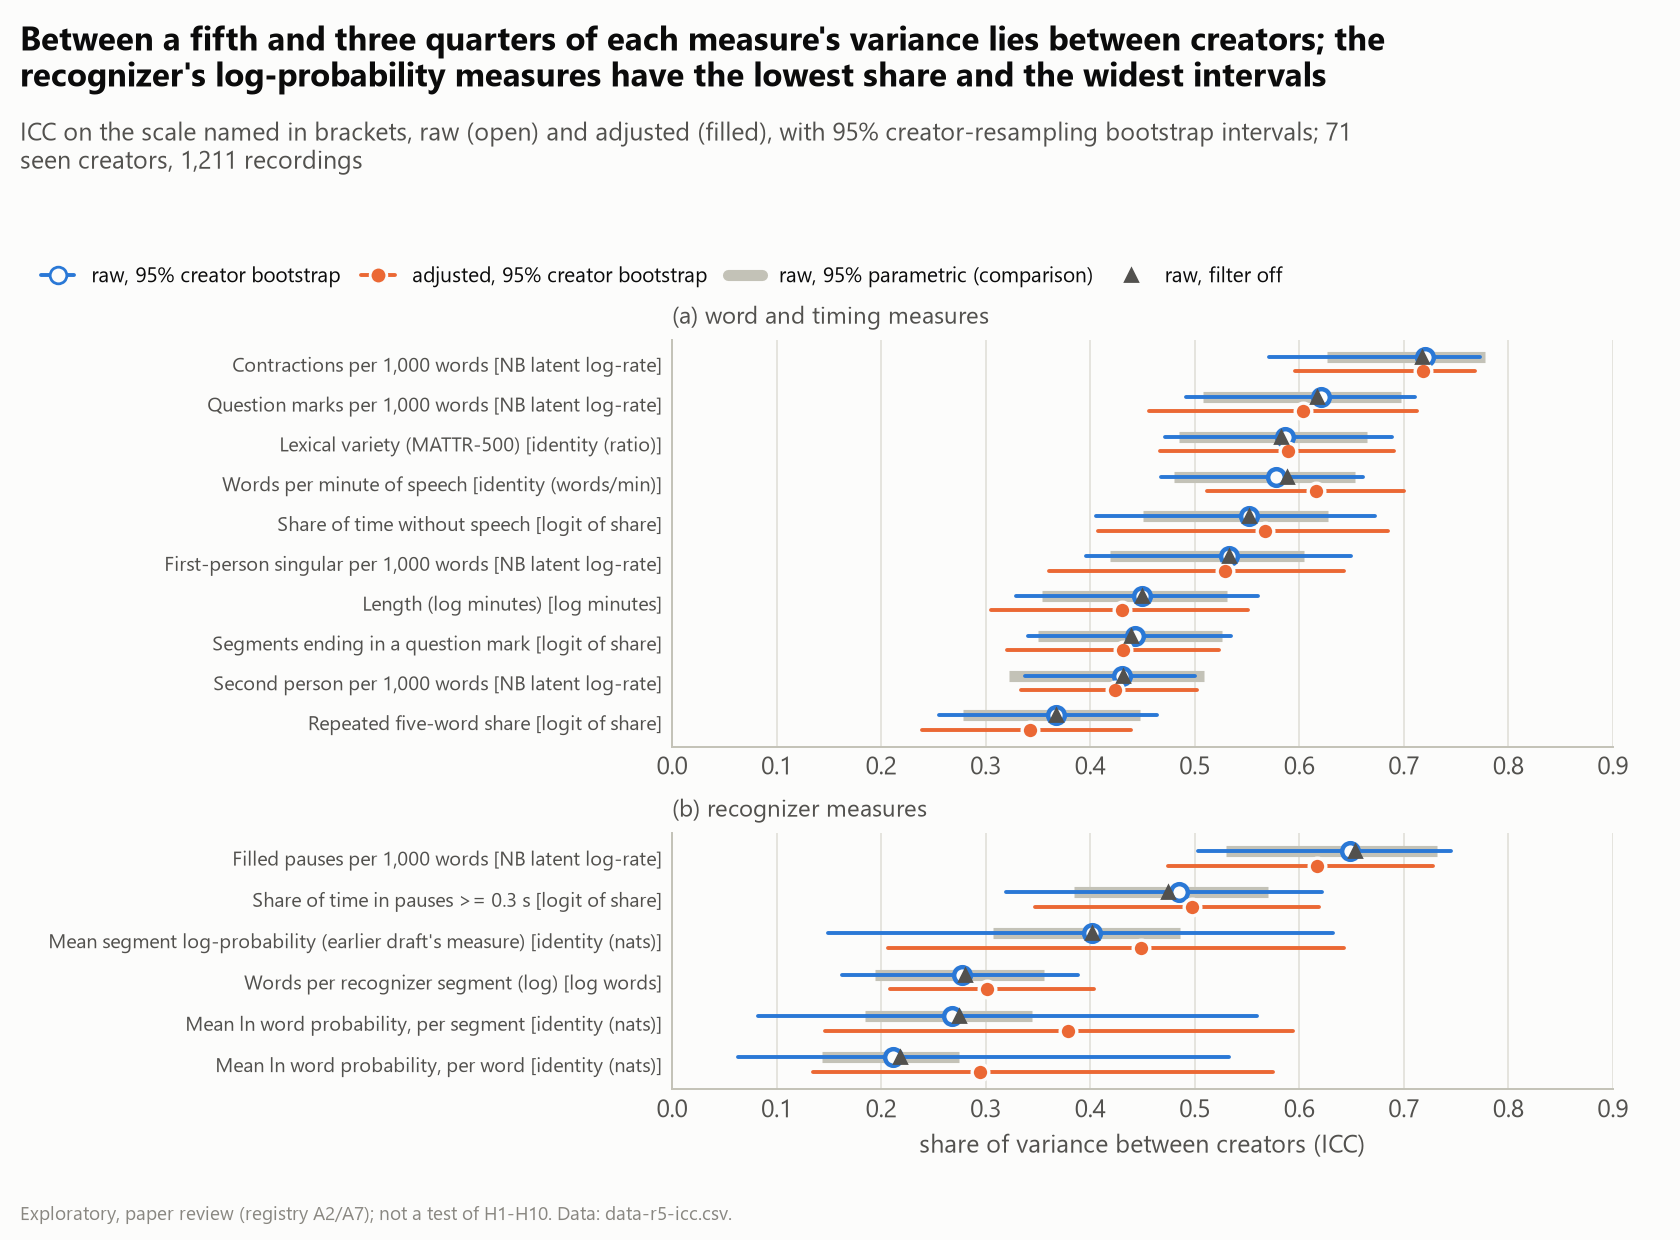 Between a fifth and three quarters of each measure's variance lies between creators; the
recognizer's log-probability measures have the lowest share and the widest intervals
ICC on the scale named in brackets, raw (open) and adjusted (filled), with 95% creator-resampling bootstrap intervals; 71
seen creators, 1,211 recordings
raw, 95% creator bootstrap adjusted, 95% creator bootstrap raw, 95% parametric (comparison) raw, filter off
(a) word and timing measures
Contractions per 1,000 words [NB latent log-rate]
Question marks per 1,000 words [NB latent log-rate]
Lexical variety (MATTR-500) [identity (ratio)]
Words per minute of speech [identity (words/min)]
Share of time without speech [logit of share]
First-person singular per 1,000 words [NB latent log-rate]
Length (log minutes) [log minutes]
Segments ending in a question mark [logit of share]
Second person per 1,000 words [NB latent log-rate]
Repeated five-word share [logit of share]
0.0 0.1 0.2 0.3 0.4 0.5 0.6 0.7 0.8 0.9
(b) recognizer measures
Filled pauses per 1,000 words [NB latent log-rate]
Share of time in pauses >= 0.3 s [logit of share]
Mean segment log-probability (earlier draft's measure) [identity (nats)]
Words per recognizer segment (log) [log words]
Mean ln word probability, per segment [identity (nats)]
Mean ln word probability, per word [identity (nats)]
0.0 0.1 0.2 0.3 0.4 0.5 0.6 0.7 0.8 0.9
share of variance between creators (ICC)
Exploratory, paper review (registry A2/A7); not a test of H1-H10. Data: data-r5-icc.csv.